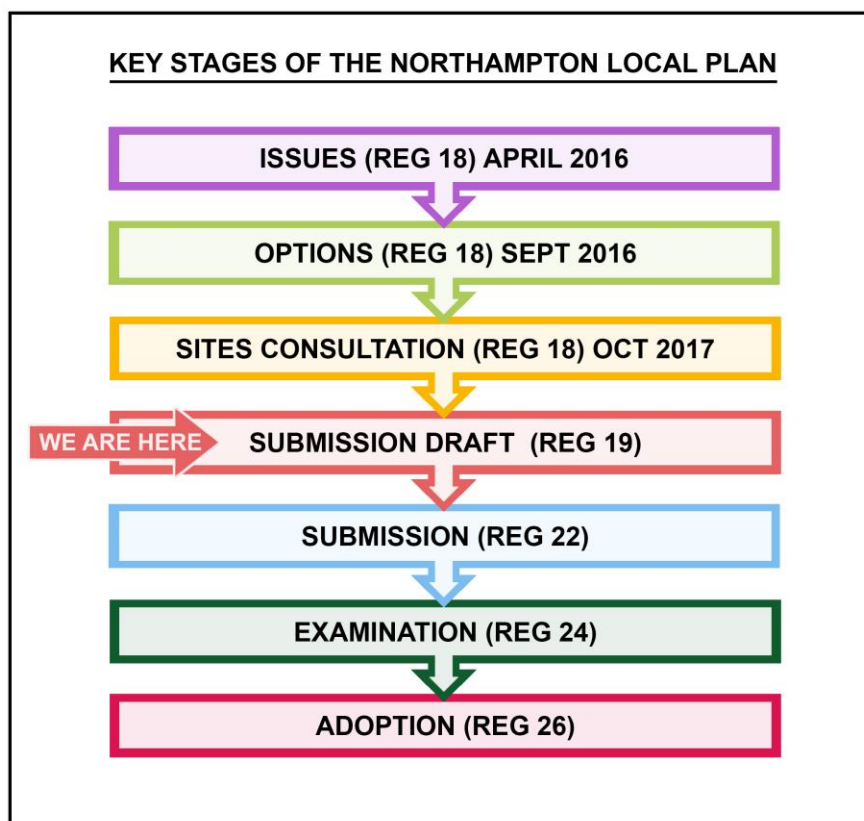 KEY STAGES OF THE NORTHAMPTON LOCAL PLAN
ISSUES (REG 18) APRIL 2016
OPTIONS (REG 18) SEPT 2016
SITES CONSULTATION (REG 18) OCT 2017
WE ARE HERE
SUBMISSION DRAFT (REG 19)
SUBMISSION (REG 22)
EXAMINATION (REG 24)
ADOPTION (REG 26)